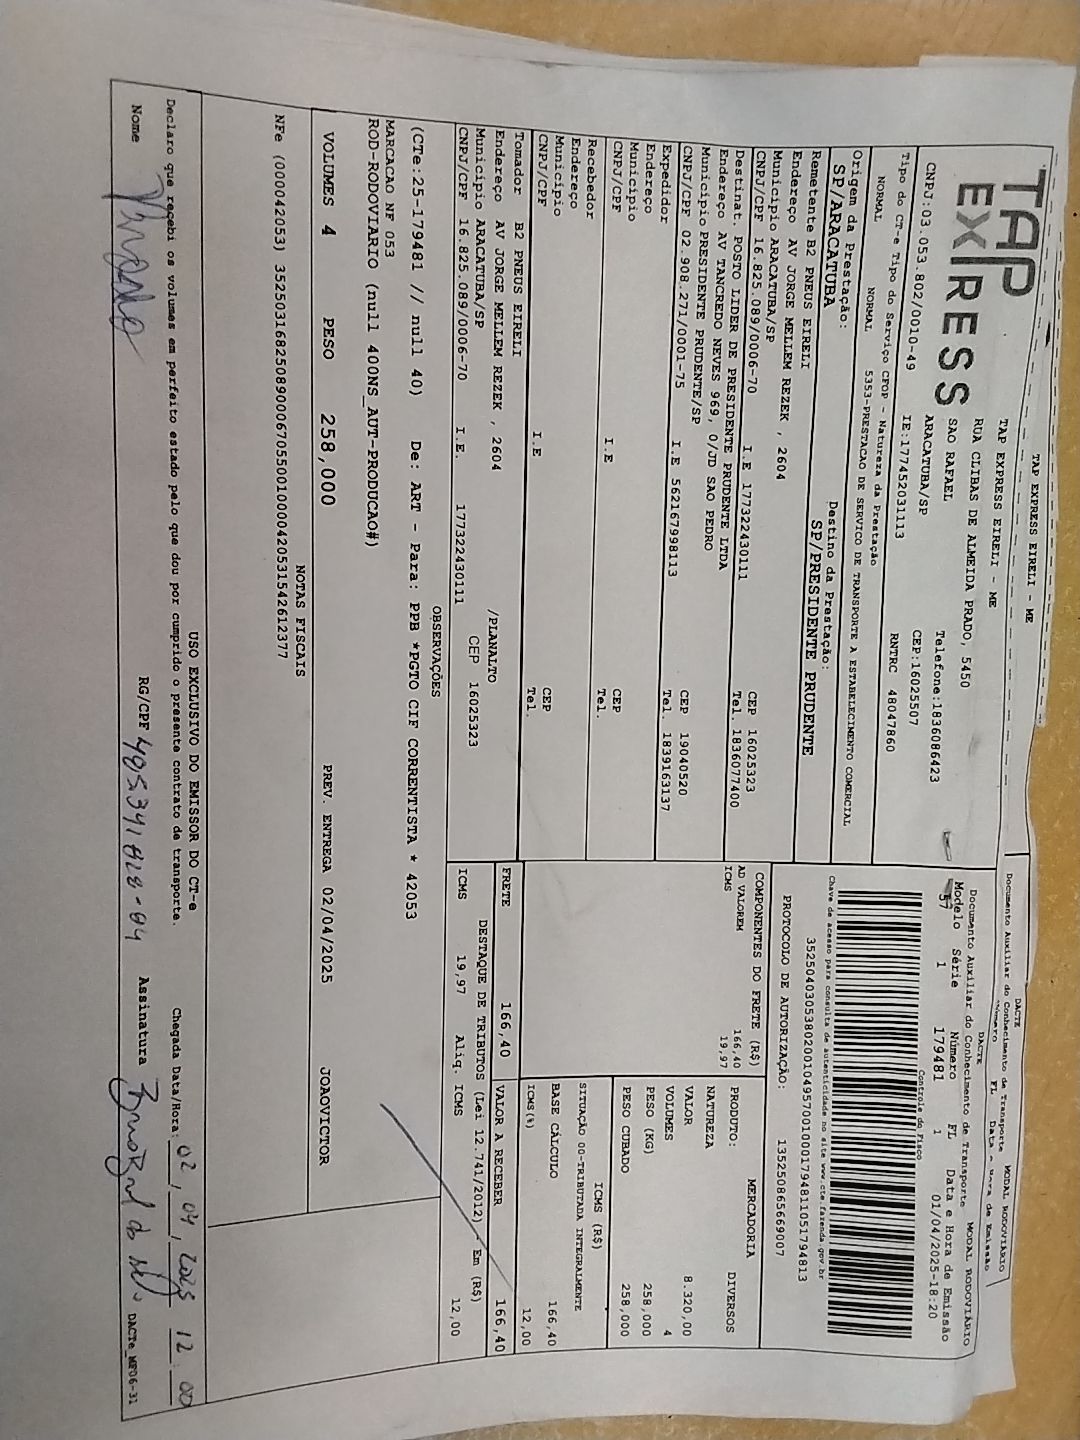 TAP EXPRESS EIRELI - ME
TAP EXPRESS
TAP EXPRESS EIRELI - ME
RUA CLIBAS DE ALMEIDA PRADO, 5450
SAO RAFAEL
ARACATUBA/SP
Telefone:1836086423
CEP:16025507
CNPJ:03.053.802/0010-49 IE:177452031113 RNTRC 48047860
DACTE
Documento Auxiliar do Conhecimento de Transporte MODAL RODOVIÁRIO
FL Data e Hora de Emissão
DACTE
Documento Auxiliar do Conhecimento de Transporte MODAL RODOVIÁRIO
Modelo Série Número FL Data e Hora de Emissão
57 1 179481 1 01/04/2025-18:20
Controle do Fisco
Chave de acesso para consulta de autenticidade no site www.cte.fazenda.gov.br
35250403053802001049570010001794811051794813
PROTOCOLO DE AUTORIZAÇÃO: 135250865669007
Tipo do CT-e Tipo do Serviço CFOP - Natureza da Prestação
NORMAL NORMAL 5353-PRESTACAO DE SERVICO DE TRANSPORTE A ESTABELECIMENTO COMERCIAL
Origem da Prestação: Destino da Prestação:
SP/ARACATUBA SP/PRESIDENTE PRUDENTE
Remetente B2 PNEUS EIRELI
Endereço AV JORGE MELLEM REZEK , 2604
Municipio ARACATUBA/SP CEP 16025323
CNPJ/CPF 16.825.089/0006-70 I.E 177322430111 Tel. 1836077400
Destinat. POSTO LIDER DE PRESIDENTE PRUDENTE LTDA
Endereço AV TANCREDO NEVES 969, 0/JD SAO PEDRO
Municipio PRESIDENTE PRUDENTE/SP CEP 19040520
CNPJ/CPF 02.908.271/0001-75 I.E 562167998113 Tel. 1839163137
Expedidor
Endereço
Municipio CEP
CNPJ/CPF I.E Tel.
Recebedor
Endereço
Municipio CEP
CNPJ/CPF I.E Tel.
Tomador B2 PNEUS EIRELI
Endereço AV JORGE MELLEM REZEK , 2604 /PLANALTO
Municipio ARACATUBA/SP CEP 16025323
CNPJ/CPF 16.825.089/0006-70 I.E. 177322430111
COMPONENTES DO FRETE (R$)
AD VALOREM 166,40
ICMS 19,97
PRODUTO: MERCADORIA
NATUREZA DIVERSOS
VALOR 8.320,00
VOLUMES 4
PESO (KG) 258,000
PESO CUBADO 258,000
ICMS (R$)
SITUAÇÃO 00-TRIBUTADA INTEGRALMENTE
BASE CÁLCULO 166,40
ICMS(%) 12,00
FRETE 166,40 VALOR A RECEBER 166,40
DESTAQUE DE TRIBUTOS (Lei 12.741/2012) - Em (R$)
ICMS 19,97 Aliq. ICMS 12,00
OBSERVAÇÕES
(CTe:25-179481 // null 40) De: ART - Para: PPB *PGTO CIF CORRENTISTA * 42053
MARCACAO NF 053
ROD-RODOVIARIO (null 400NS_AUT-PRODUCAO#)
VOLUMES 4 PESO 258,000 PREV. ENTREGA 02/04/2025 JOAOVICTOR
NOTAS FISCAIS
NFe (000042053) 35250316825089000670550010000420531542612377
USO EXCLUSIVO DO EMISSOR DO CT-e
Declaro que recebi os volumes em perfeito estado pelo que dou por cumprido o presente contrato de transporte. Chegada Data/Hora: 02, 04, 2025 12:00
Nome RG/CPF Assinatura DACTe_MF06-31